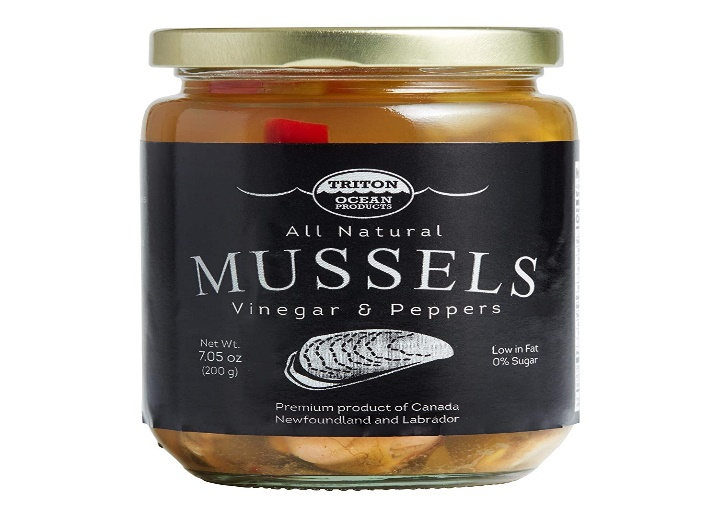 TRITON
OCEAN
PRODUCTS
All Natural
MUSSELS
Vinegar & Peppers
Net Wt.
7.05 oz
(200 g)
Low in Fat
0% Sugar
Premium product of Canada
Newfoundland and Labrador